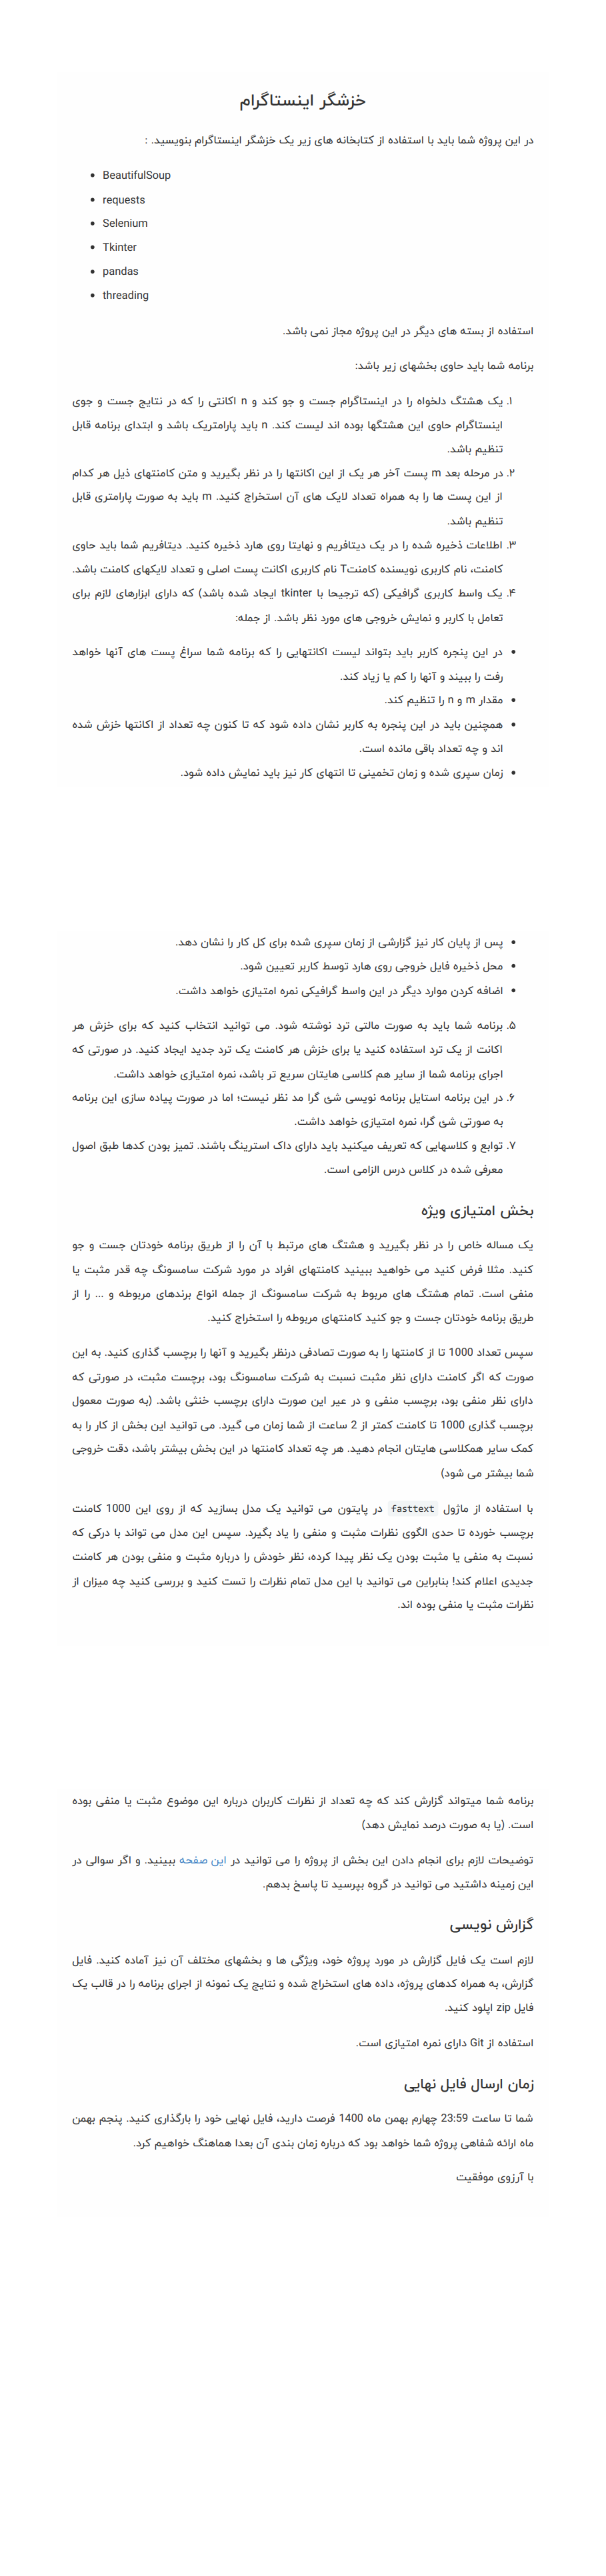 خزشگر اینستاگرام
در این پروژه شما باید با استفاده از کتابخانه های زیر یک خزشگر اینستاگرام بنویسید. :
• BeautifulSoup
• requests
• Selenium
• Tkinter
• pandas
• threading
استفاده از بسته های دیگر در این پروژه مجاز نمی باشد.
برنامه شما باید حاوی بخشهای زیر باشد:
۱. یک هشتگ دلخواه را در اینستاگرام جست و جو کند و n اکانتی را که در نتایج جست و جوی
اینستاگرام حاوی این هشتگها بوده اند لیست کند. n باید پارامتریک باشد و ابتدای برنامه قابل
تنظیم باشد.
۲. در مرحله بعد m پست آخر هر یک از این اکانتها را در نظر بگیرید و متن کامنتهای ذیل هر کدام
از این پست ها را به همراه تعداد لایک های آن استخراج کنید. m باید به صورت پارامتری قابل
تنظیم باشد.
۳. اطلاعات ذخیره شده را در یک دیتافریم و نهایتا روی هارد ذخیره کنید. دیتافریم شما باید حاوی
کامنت، نام کاربری نویسنده کامنتT نام کاربری اکانت پست اصلی و تعداد لایکهای کامنت باشد.
۴. یک واسط کاربری گرافیکی (که ترجیحا با tkinter ایجاد شده باشد) که دارای ابزارهای لازم برای
تعامل با کاربر و نمایش خروجی های مورد نظر باشد. از جمله:
• در این پنجره کاربر باید بتواند لیست اکانتهایی را که برنامه شما سراغ پست های آنها خواهد
رفت را ببیند و آنها را کم یا زیاد کند.
• مقدار m و n را تنظیم کند.
• همچنین باید در این پنجره به کاربر نشان داده شود که تا کنون چه تعداد از اکانتها خزش شده
اند و چه تعداد باقی مانده است.
• زمان سپری شده و زمان تخمینی تا انتهای کار نیز باید نمایش داده شود.
• پس از پایان کار نیز گزارشی از زمان سپری شده برای کل کار را نشان دهد.
• محل ذخیره فایل خروجی روی هارد توسط کاربر تعیین شود.
• اضافه کردن موارد دیگر در این واسط گرافیکی نمره امتیازی خواهد داشت.
۵. برنامه شما باید به صورت مالتی ترد نوشته شود. می توانید انتخاب کنید که برای خزش هر
اکانت از یک ترد استفاده کنید یا برای خزش هر کامنت یک ترد جدید ایجاد کنید. در صورتی که
اجرای برنامه شما از سایر هم کلاسی هایتان سریع تر باشد، نمره امتیازی خواهد داشت.
۶. در این برنامه استایل برنامه نویسی شئ گرا مد نظر نیست؛ اما در صورت پیاده سازی این برنامه
به صورتی شئ گرا، نمره امتیازی خواهد داشت.
۷. توابع و کلاسهایی که تعریف میکنید باید دارای داک استرینگ باشند. تمیز بودن کدها طبق اصول
معرفی شده در کلاس درس الزامی است.
بخش امتیازی ویژه
یک مساله خاص را در نظر بگیرید و هشتگ های مرتبط با آن را از طریق برنامه خودتان جست و جو
کنید. مثلا فرض کنید می خواهید ببینید کامنتهای افراد در مورد شرکت سامسونگ چه قدر مثبت یا
منفی است. تمام هشتگ های مربوط به شرکت سامسونگ از جمله انواع برندهای مربوطه و ... را از
طریق برنامه خودتان جست و جو کنید کامنتهای مربوطه را استخراج کنید.
سپس تعداد 1000 تا از کامنتها را به صورت تصادفی درنظر بگیرید و آنها را برچسب گذاری کنید. به این
صورت که اگر کامنت دارای نظر مثبت نسبت به شرکت سامسونگ بود، برچست مثبت، در صورتی که
دارای نظر منفی بود، برچسب منفی و در عیر این صورت دارای برچسب خنثی باشد. (به صورت معمول
برچسب گذاری 1000 تا کامنت کمتر از 2 ساعت از شما زمان می گیرد. می توانید این بخش از کار را به
کمک سایر همکلاسی هایتان انجام دهید. هر چه تعداد کامنتها در این بخش بیشتر باشد، دقت خروجی
شما بیشتر می شود)
با استفاده از ماژول fasttext در پایتون می توانید یک مدل بسازید که از روی این 1000 کامنت
برچسب خورده تا حدی الگوی نظرات مثبت و منفی را یاد بگیرد. سپس این مدل می تواند با درکی که
نسبت به منفی یا مثبت بودن یک نظر پیدا کرده، نظر خودش را درباره مثبت و منفی بودن هر کامنت
جدیدی اعلام کند! بنابراین می توانید با این مدل تمام نظرات را تست کنید و بررسی کنید چه میزان از
نظرات مثبت یا منفی بوده اند.
برنامه شما میتواند گزارش کند که چه تعداد از نظرات کاربران درباره این موضوع مثبت یا منفی بوده
است. (یا به صورت درصد نمایش دهد)
توضیحات لازم برای انجام دادن این بخش از پروژه را می توانید در این صفحه ببینید. و اگر سوالی در
این زمینه داشتید می توانید در گروه بپرسید تا پاسخ بدهم.
گزارش نویسی
لازم است یک فایل گزارش در مورد پروژه خود، ویژگی ها و بخشهای مختلف آن نیز آماده کنید. فایل
گزارش، به همراه کدهای پروژه، داده های استخراج شده و نتایج یک نمونه از اجرای برنامه را در قالب یک
فایل zip اپلود کنید.
استفاده از Git دارای نمره امتیازی است.
زمان ارسال فایل نهایی
شما تا ساعت 23:59 چهارم بهمن ماه 1400 فرصت دارید، فایل نهایی خود را بارگذاری کنید. پنجم بهمن
ماه ارائه شفاهی پروژه شما خواهد بود که درباره زمان بندی آن بعدا هماهنگ خواهیم کرد.
با آرزوی موفقیت